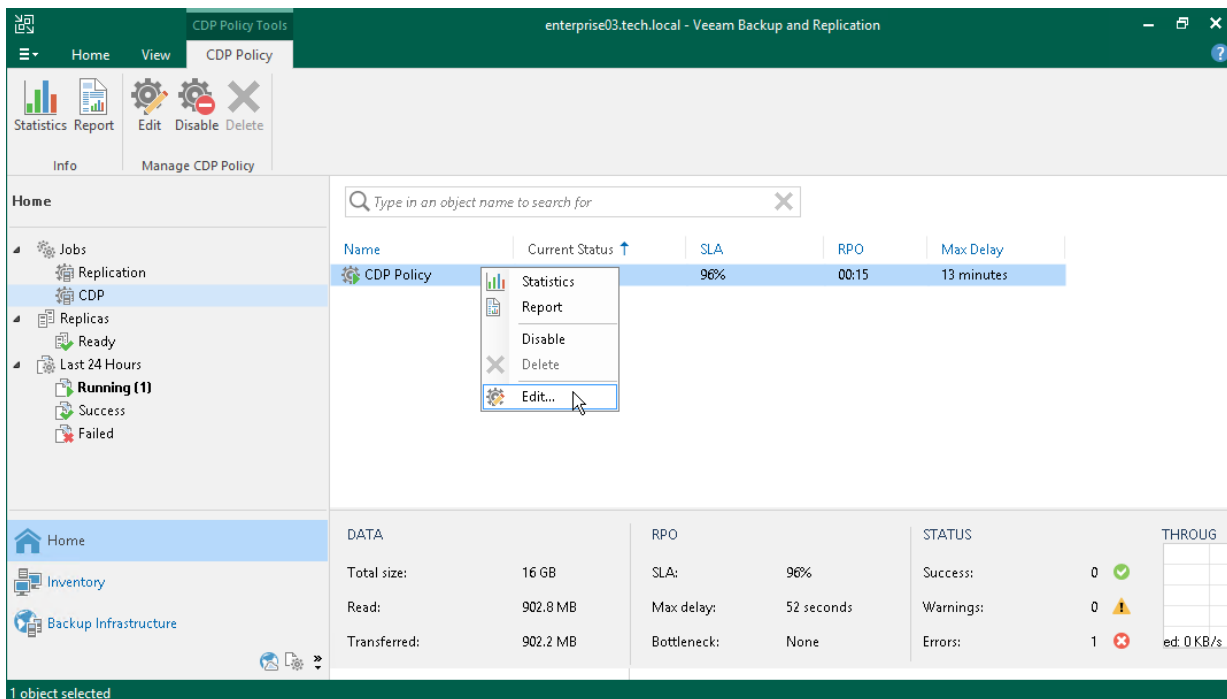 CDP Policy Tools
enterprise03.tech.local - Veeam Backup and Replication
Home View CDP Policy
Statistics Report Edit Disable Delete
Info Manage CDP Policy
Home
Type in an object name to search for
Jobs
Replication
CDP
Replicas
Ready
Last 24 Hours
Running (1)
Success
Failed
Name Current Status SLA RPO Max Delay
CDP Policy 96% 00:15 13 minutes
Statistics
Report
Disable
Delete
Edit...
Home
Inventory
Backup Infrastructure
DATA RPO STATUS THROUG
Total size: 16 GB SLA: 96% Success: 0
Read: 902.8 MB Max delay: 52 seconds Warnings: 0
Transferred: 902.2 MB Bottleneck: None Errors: 1 ed: 0 KB/s
1 object selected